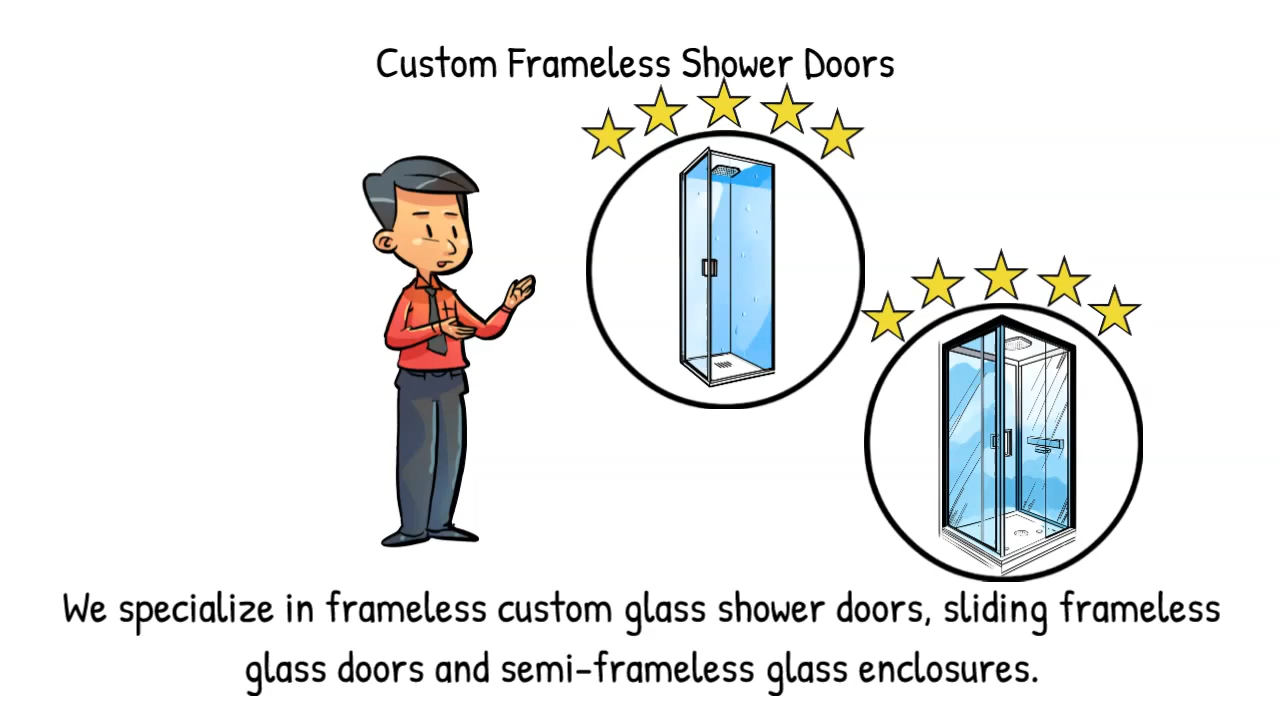 Custom Frameless Shower Doors
We specialize in frameless custom glass shower doors, sliding frameless
glass doors and semi-frameless glass enclosures.